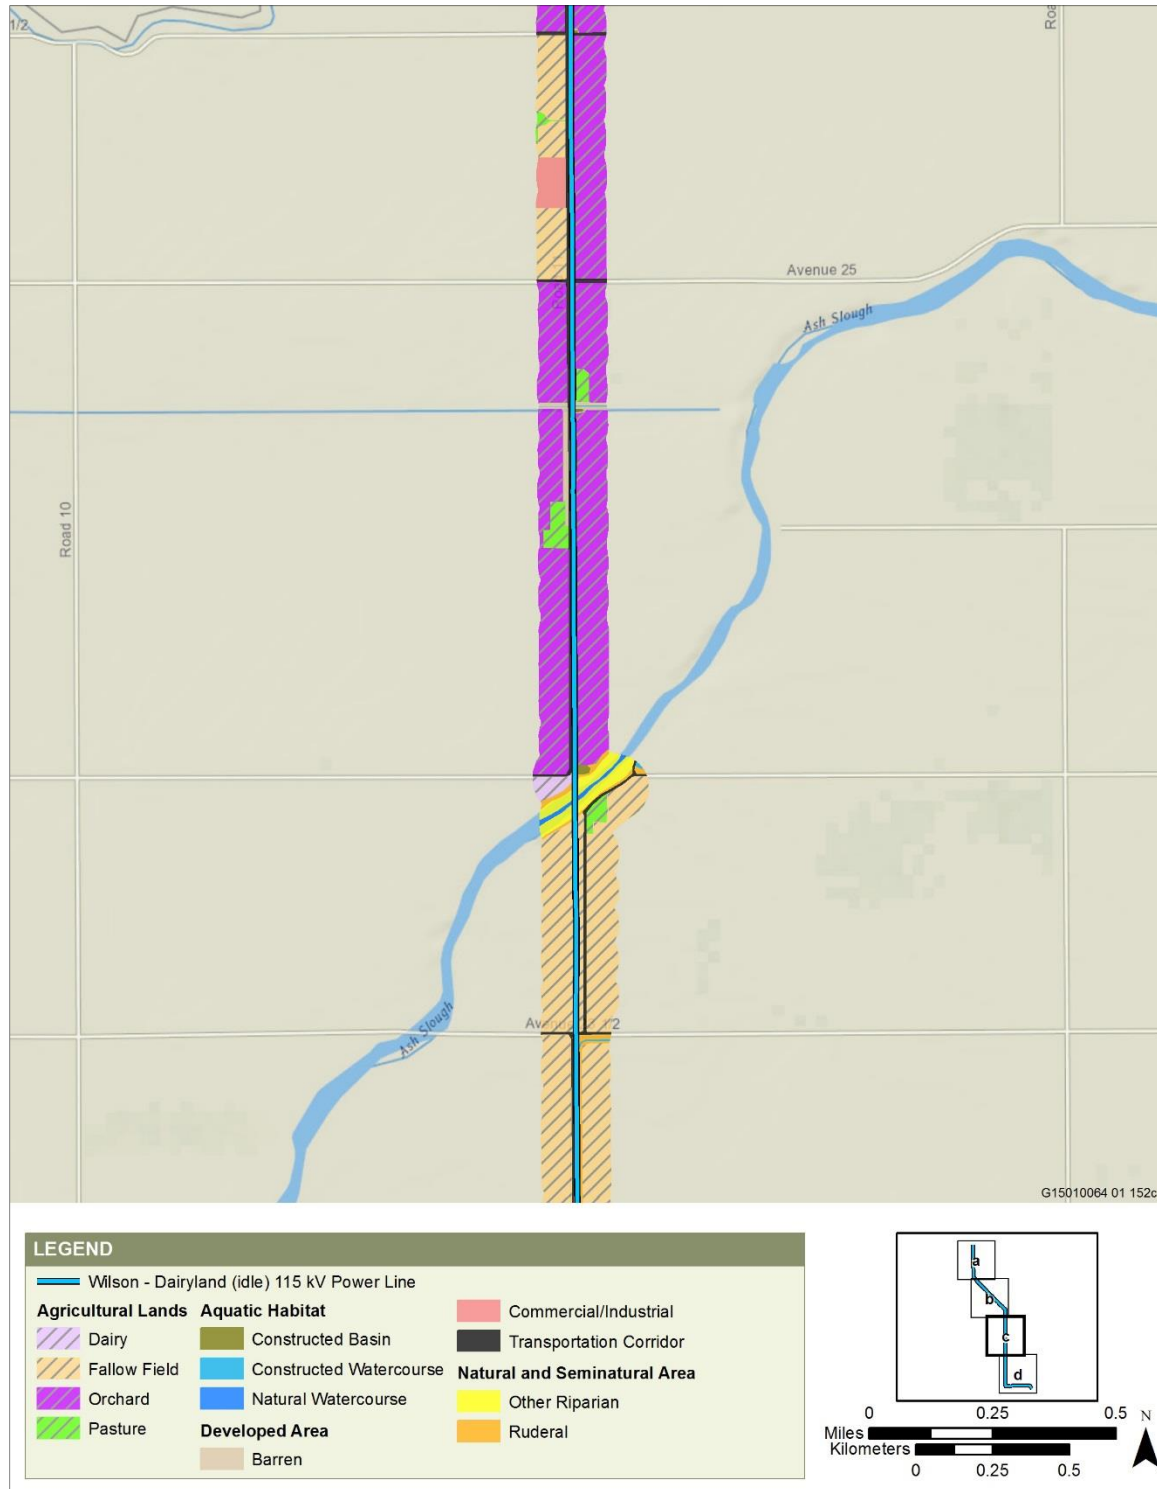 1/2
Roa
Avenue 25
Ash Slough
Road 10
Ash Slough
G15010064 01 152c
LEGEND
Wilson - Dairyland (idle) 115 kV Power Line
Agricultural Lands
Dairy
Fallow Field
Orchard
Pasture
Aquatic Habitat
Constructed Basin
Constructed Watercourse
Natural Watercourse
Developed Area
Barren
Commercial/Industrial
Transportation Corridor
Natural and Seminatural Area
Other Riparian
Ruderal
a
b
c
d
0 0.25 0.5
Miles
Kilometers
0 0.25 0.5
N